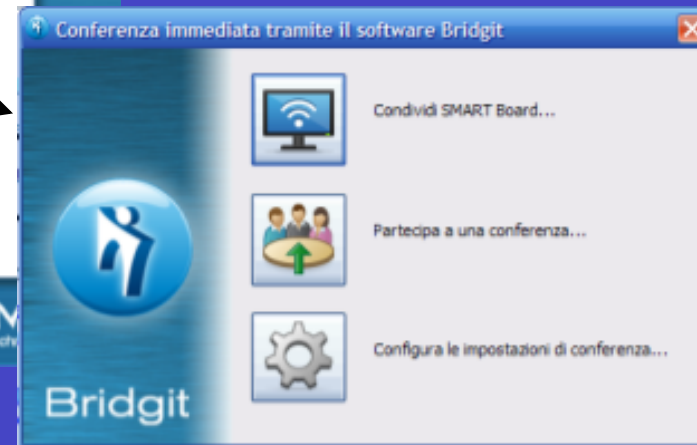 Conferenza immediata tramite il software Bridgit
Condividi SMART Board...
Partecipa a una conferenza...
Configura le impostazioni di conferenza...
Bridgit